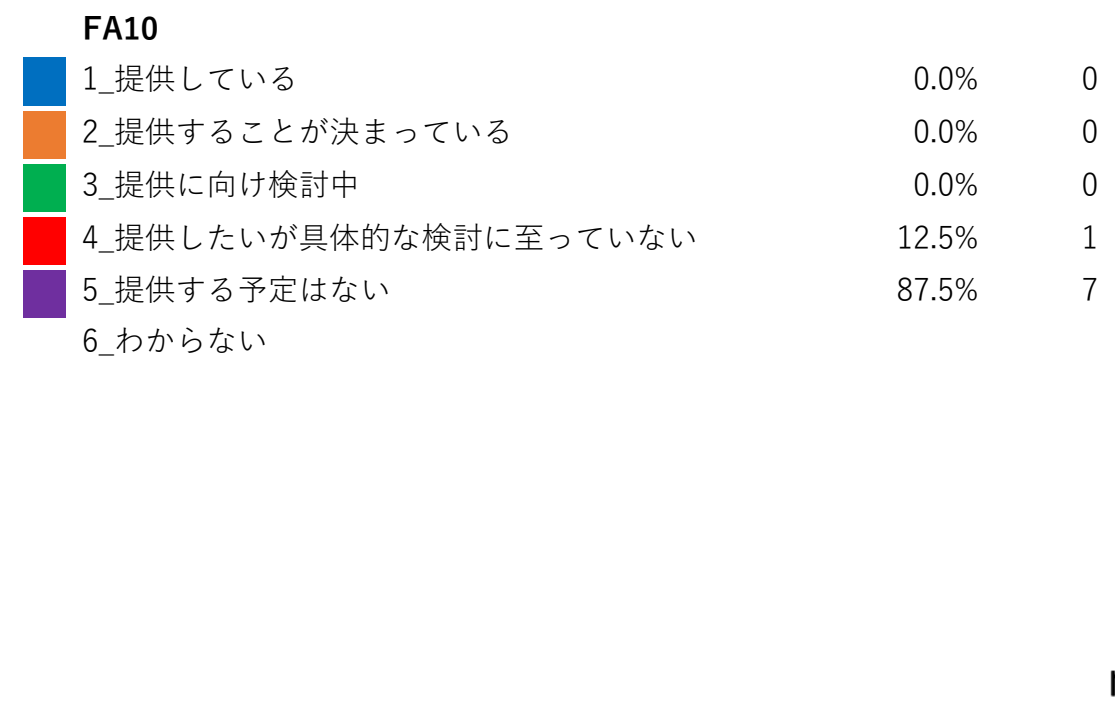 FA10
1_提供している 0.0% 0
2_提供することが決まっている 0.0% 0
3_提供に向け検討中 0.0% 0
4_提供したいが具体的な検討に至っていない 12.5% 1
5_提供する予定はない 87.5% 7
6_わからない